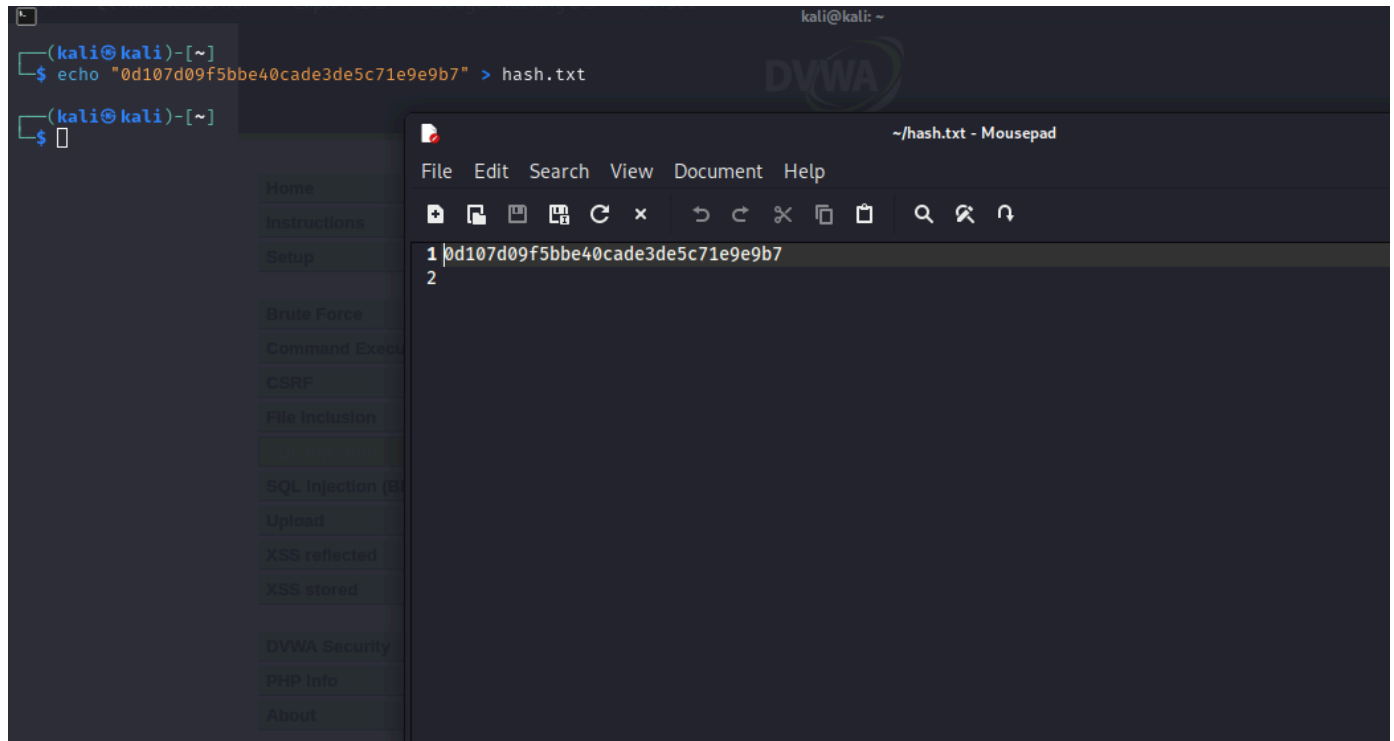 kali@kali: ~
(kali㉿kali)-[~]
$ echo "0d107d09f5bbe40cade3de5c71e9e9b7" > hash.txt
(kali㉿kali)-[~]
$
DVWA
~/hash.txt - Mousepad
File Edit Search View Document Help
1 0d107d09f5bbe40cade3de5c71e9e9b7
2
Home
Instructions
Setup
Brute Force
Command Execu
CSRF
File Inclusion
SQL Injection (Bl
Upload
XSS reflected
XSS stored
DVWA Security
PHP Info
About